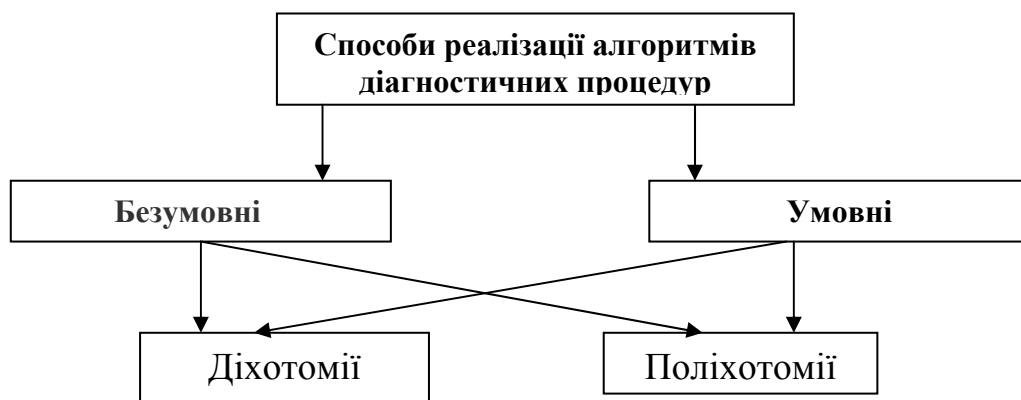 Способи реалізації алгоритмів
діагностичних процедур
Безумовні
Умовні
Діхотомії
Поліхотомії